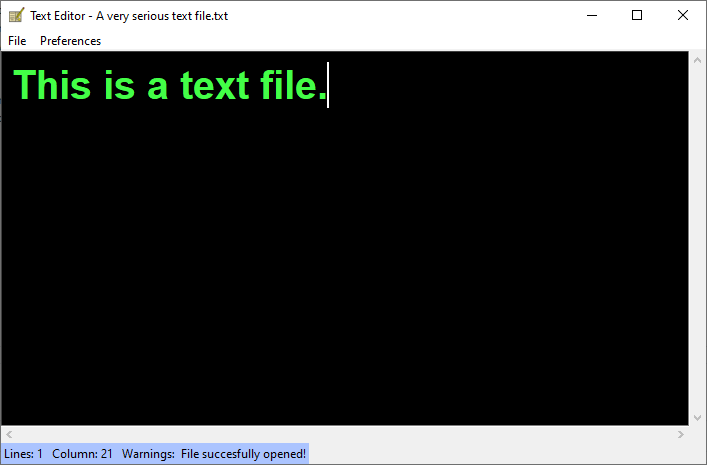 Text Editor - A very serious text file.txt
File Preferences
This is a text file.
Lines: 1 Column: 21 Warnings: File succesfully opened!